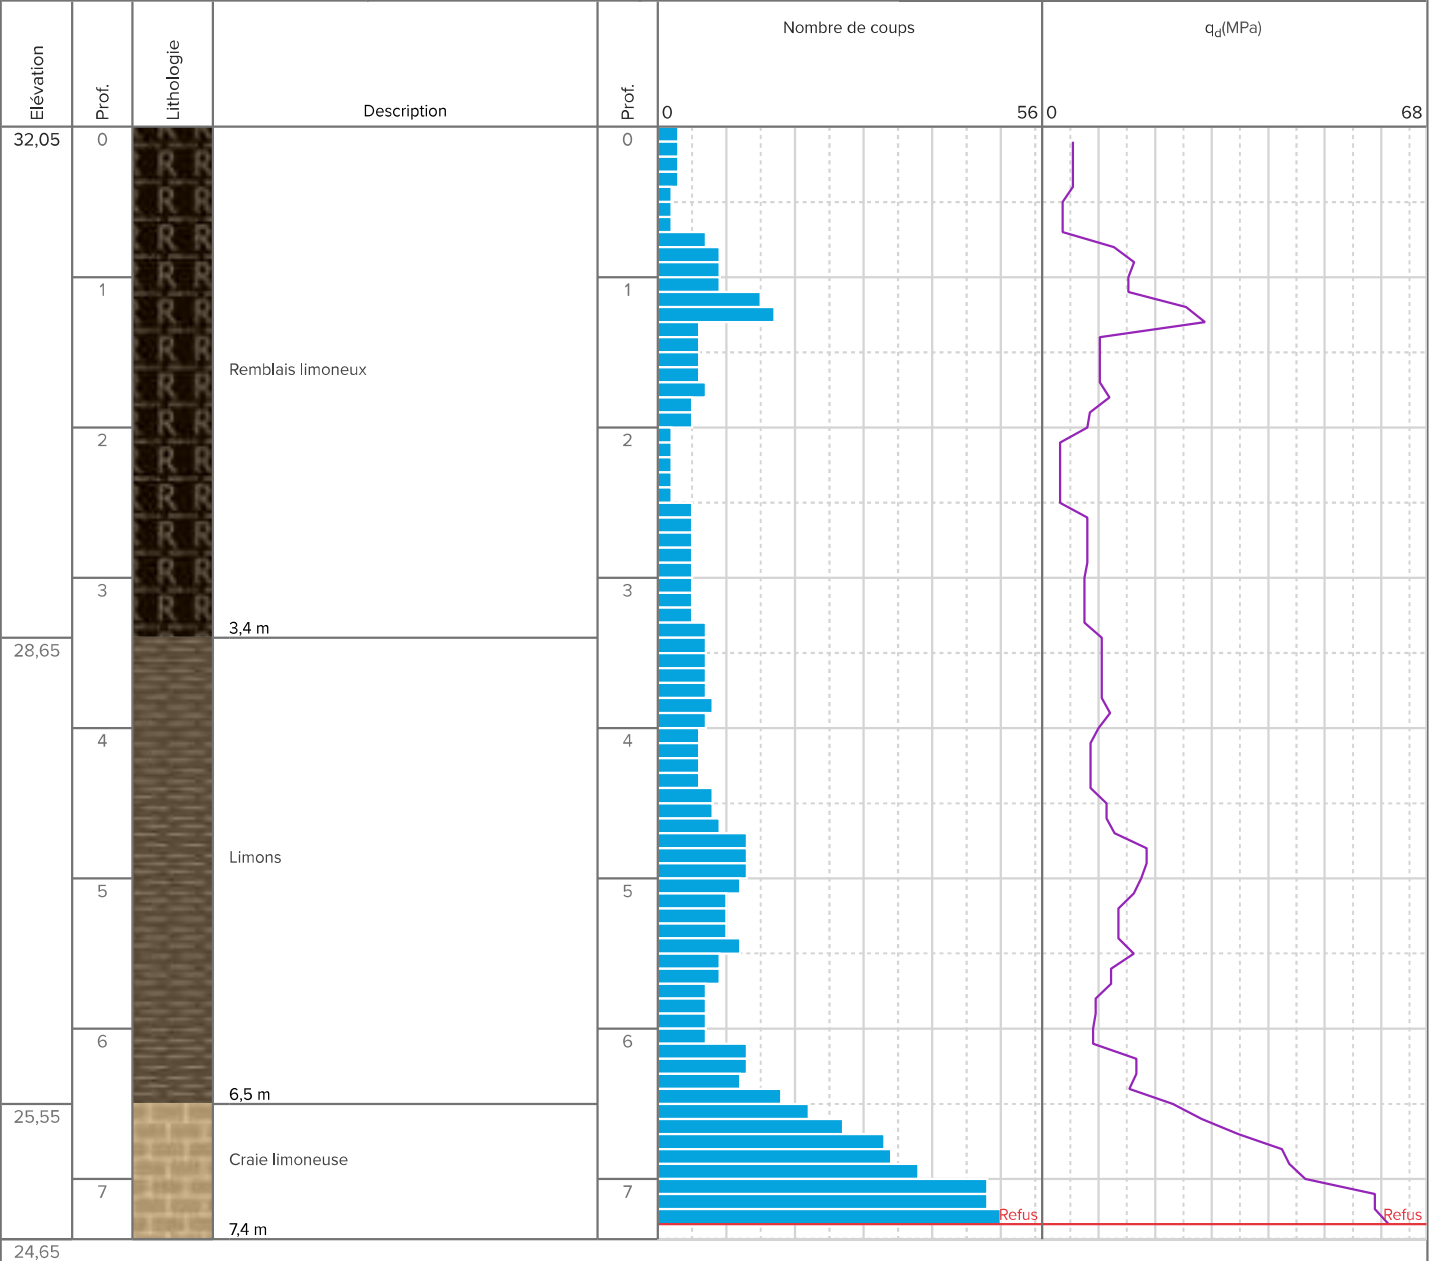 Elévation
Prof.
Lithologie
Description
Prof.
Nombre de coups
0 56
qd(MPa)
0 68
32,05
0
0
1
1
Remblais limoneux
2
2
3
3
3,4 m
28,65
4
4
Limons
5
5
6
6
6,5 m
25,55
Craie limoneuse
7
7
Refus
Refus
7,4 m
24,65
R R
R R
R R
R R
R R
R R
R R
R R
R R
R R
R R
R R
R R